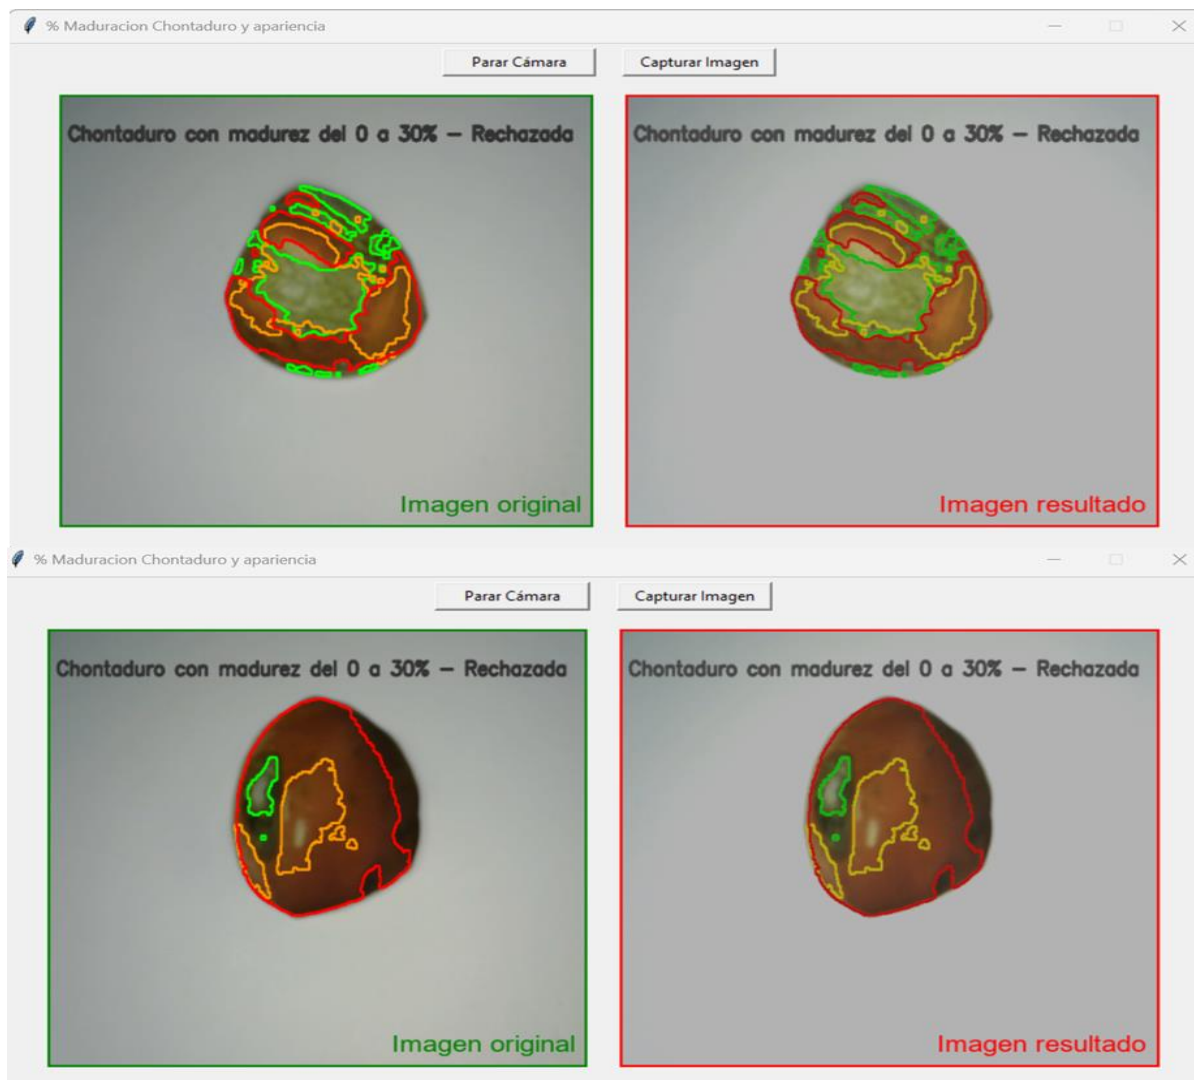 % Maduracion Chontaduro y apariencia
Parar Cámara
Capturar Imagen
Chontaduro con madurez del 0 a 30% - Rechazada
Chontaduro con madurez del 0 a 30% - Rechazada
Imagen original
Imagen resultado
% Maduracion Chontaduro y apariencia
Parar Cámara
Capturar Imagen
Chontaduro con madurez del 0 a 30% - Rechazada
Chontaduro con madurez del 0 a 30% - Rechazada
Imagen original
Imagen resultado